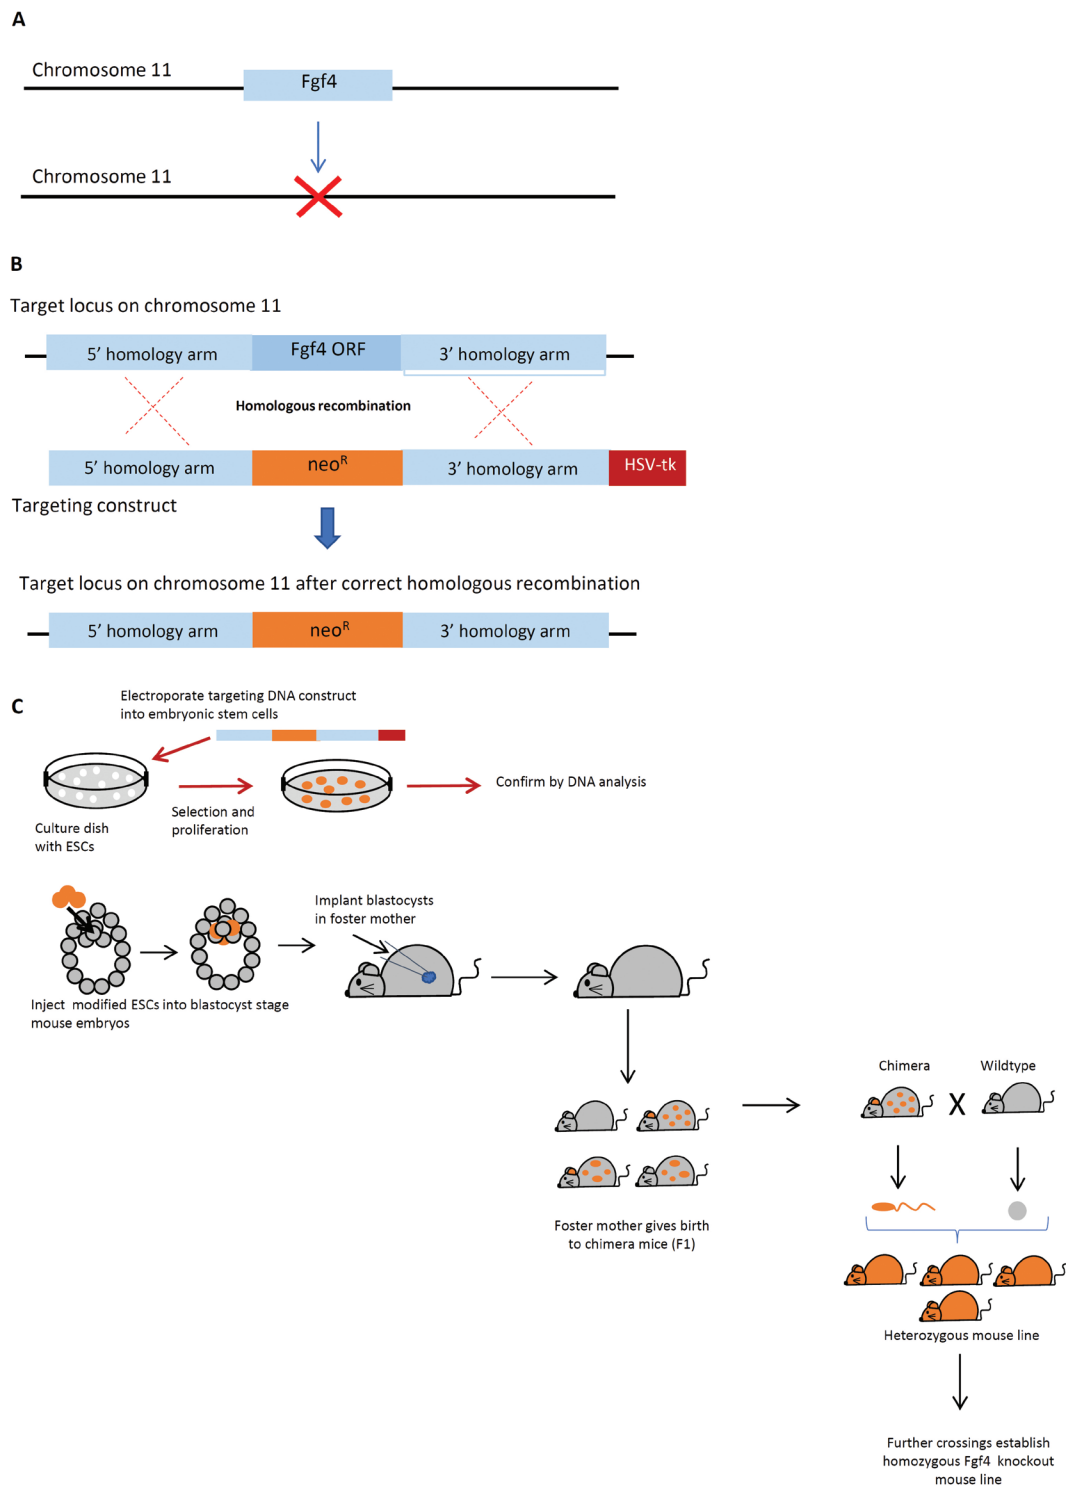 A
Chromosome 11
Fgf4
Chromosome 11
B
Target locus on chromosome 11
5' homology arm
Fgf4 ORF
3' homology arm
Homologous recombination
5' homology arm
neoR
3' homology arm
HSV-tk
Targeting construct
Target locus on chromosome 11 after correct homologous recombination
5' homology arm
neoR
3' homology arm
C
Electroporate targeting DNA construct
into embryonic stem cells
Culture dish
with ESCs
Selection and
proliferation
Confirm by DNA analysis
Inject modified ESCs into blastocyst stage
mouse embryos
Implant blastocysts
in foster mother
Foster mother gives birth
to chimera mice (F1)
Chimera
Wildtype
X
Heterozygous mouse line
Further crossings establish
homozygous Fgf4 knockout
mouse line